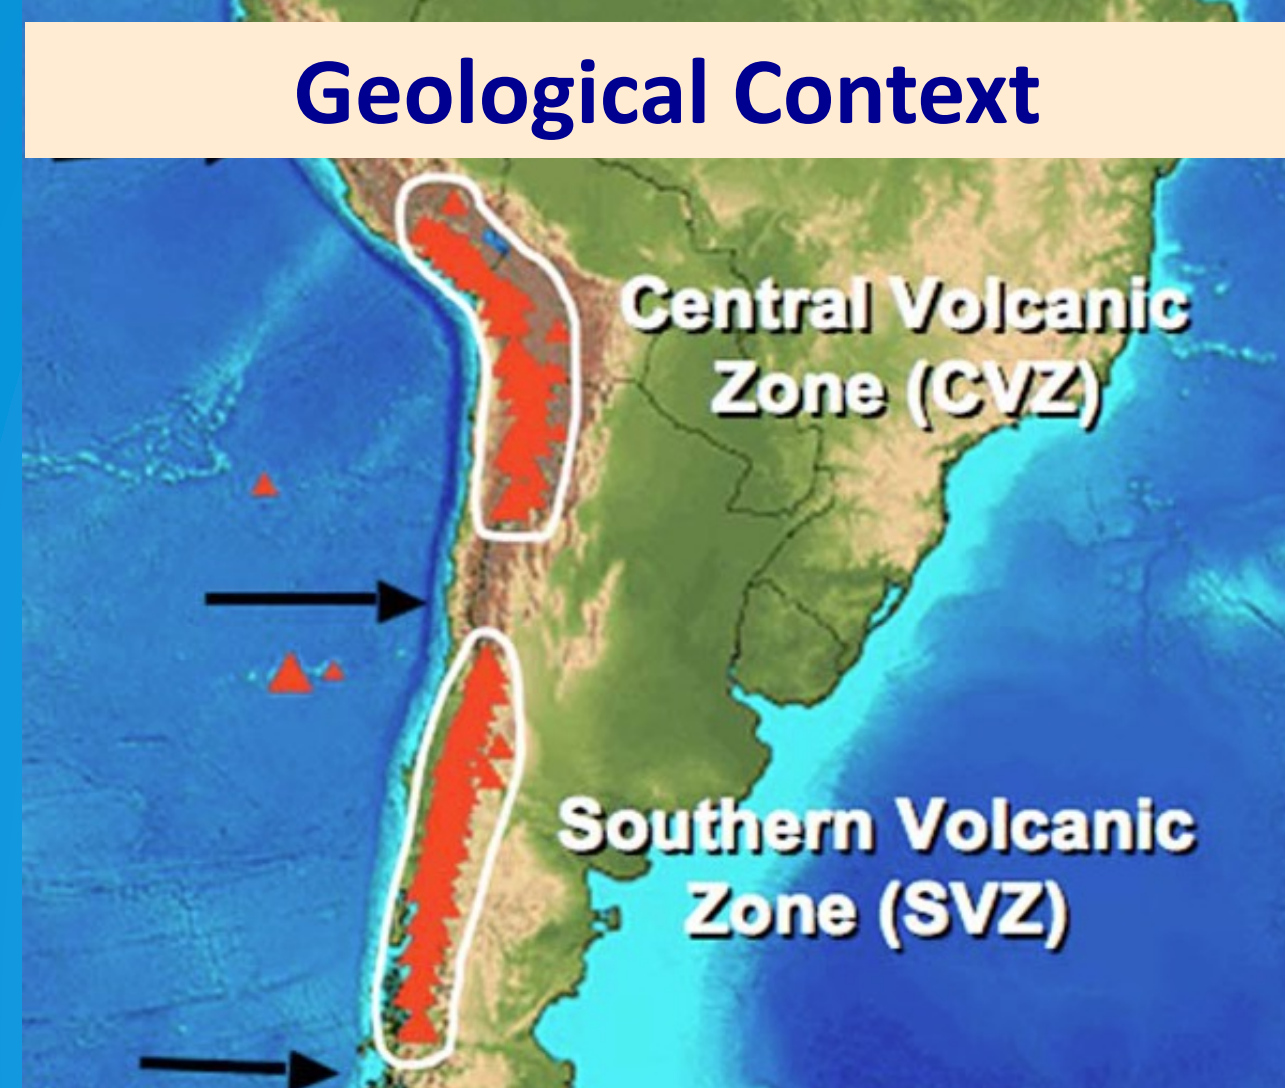 Geological Context
Central Volcanic
Zone (CVZ)
Southern Volcanic
Zone (SVZ)